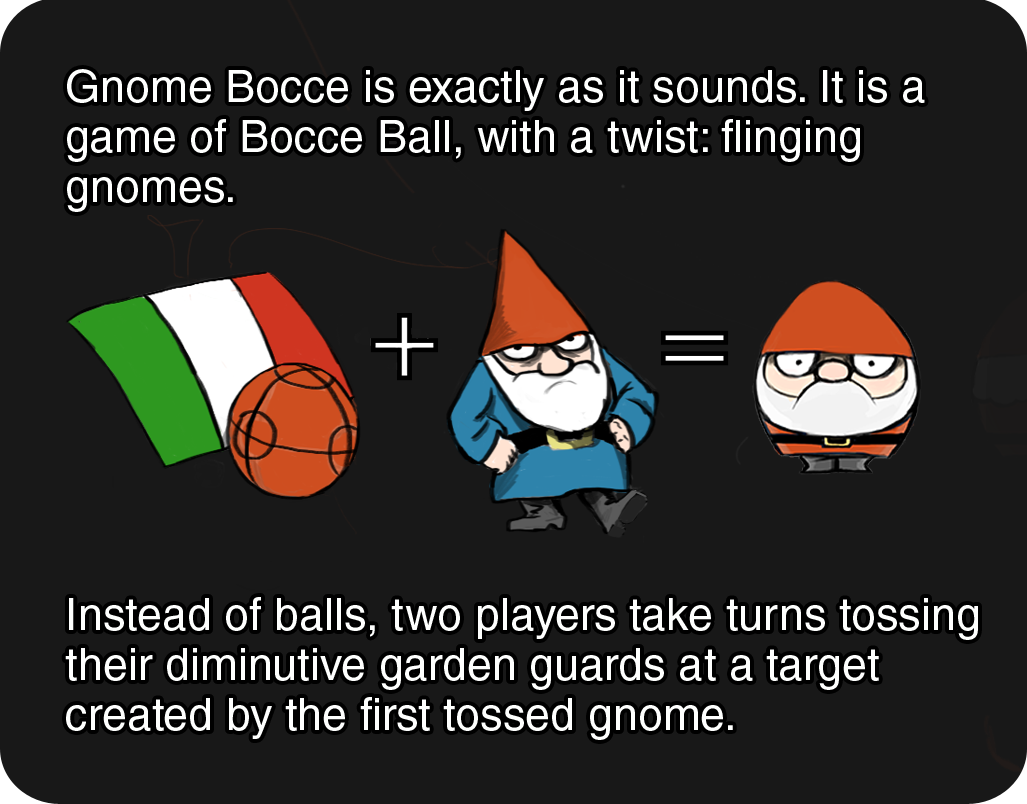 Gnome Bocce is exactly as it sounds. It is a
game of Bocce Ball, with a twist: flinging
gnomes.
+ =
Instead of balls, two players take turns tossing
their diminutive garden guards at a target
created by the first tossed gnome.